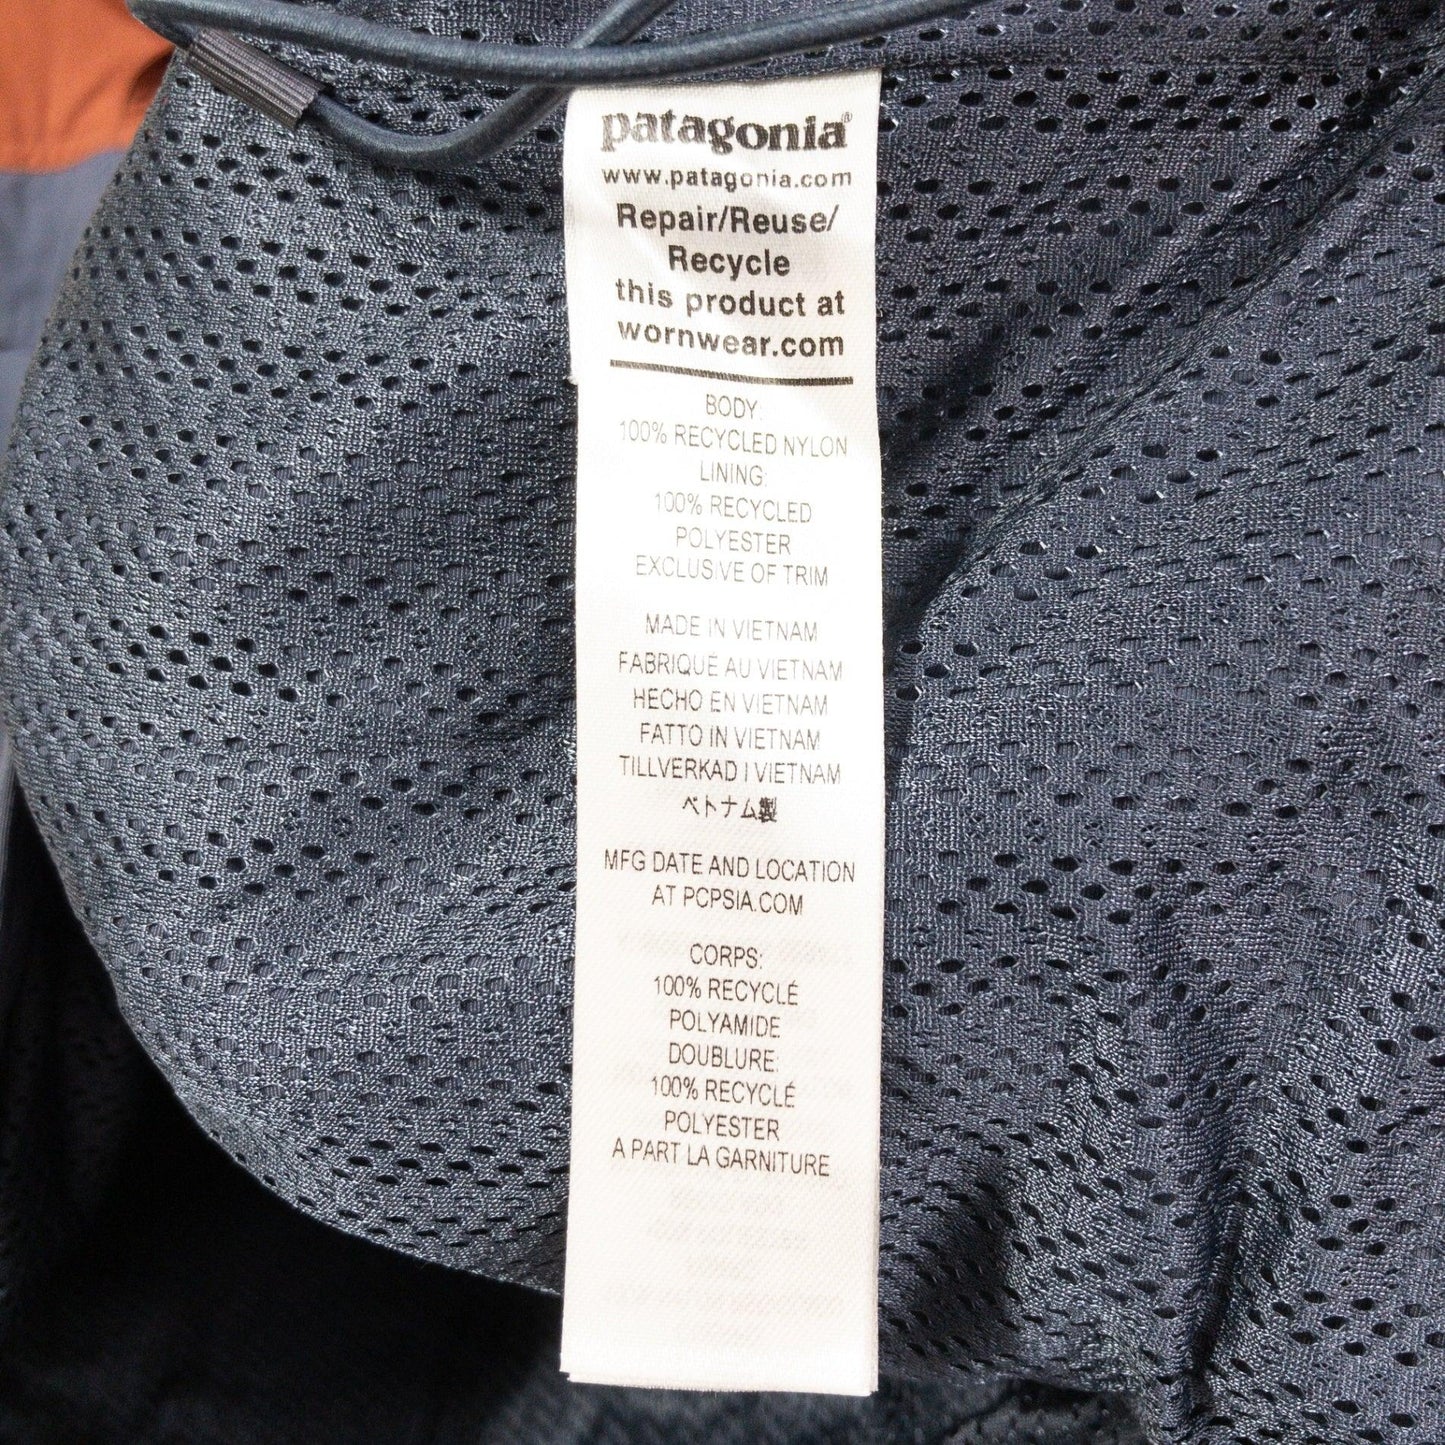 patagonia®
www.patagonia.com
Repair/Reuse/
Recycle
this product at
wornwear.com
BODY:
100% RECYCLED NYLON
LINING:
100% RECYCLED
POLYESTER
EXCLUSIVE OF TRIM
MADE IN VIETNAM
FABRIQUÉ AU VIETNAM
HECHO EN VIETNAM
FATTO IN VIETNAM
TILLVERKAD I VIETNAM
ベトナム製
MFG DATE AND LOCATION
AT PCPSIA.COM
CORPS:
100% RECYCLÉ
POLYAMIDE
DOUBLURE:
100% RECYCLÉ
POLYESTER
A PART LA GARNITURE